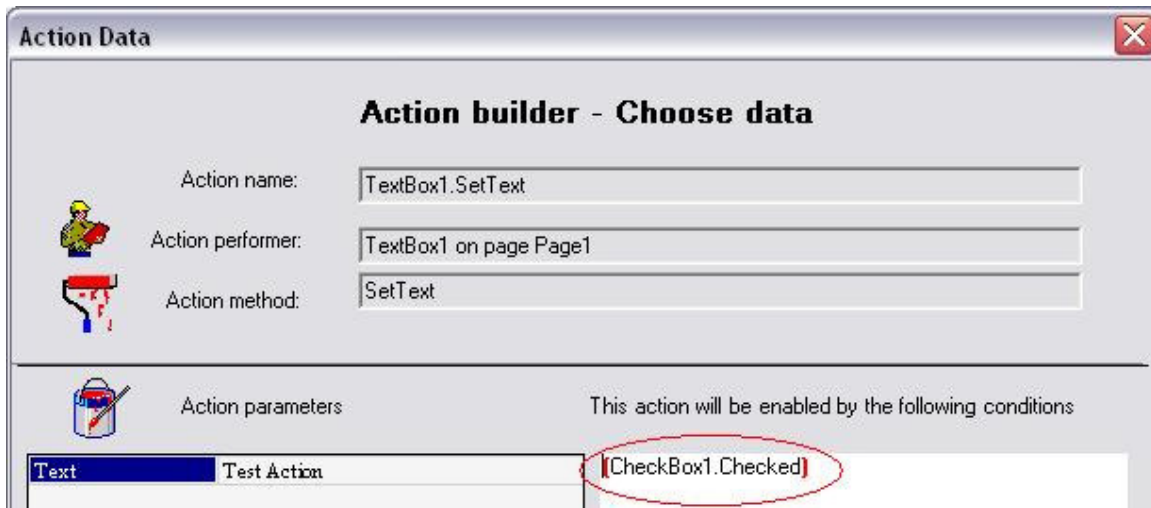 Action Data
Action builder - Choose data
Action name:
TextBox1.SetText
Action performer:
TextBox1 on page Page1
Action method:
SetText
Action parameters
This action will be enabled by the following conditions
Text
Test Action
(CheckBox1.Checked)